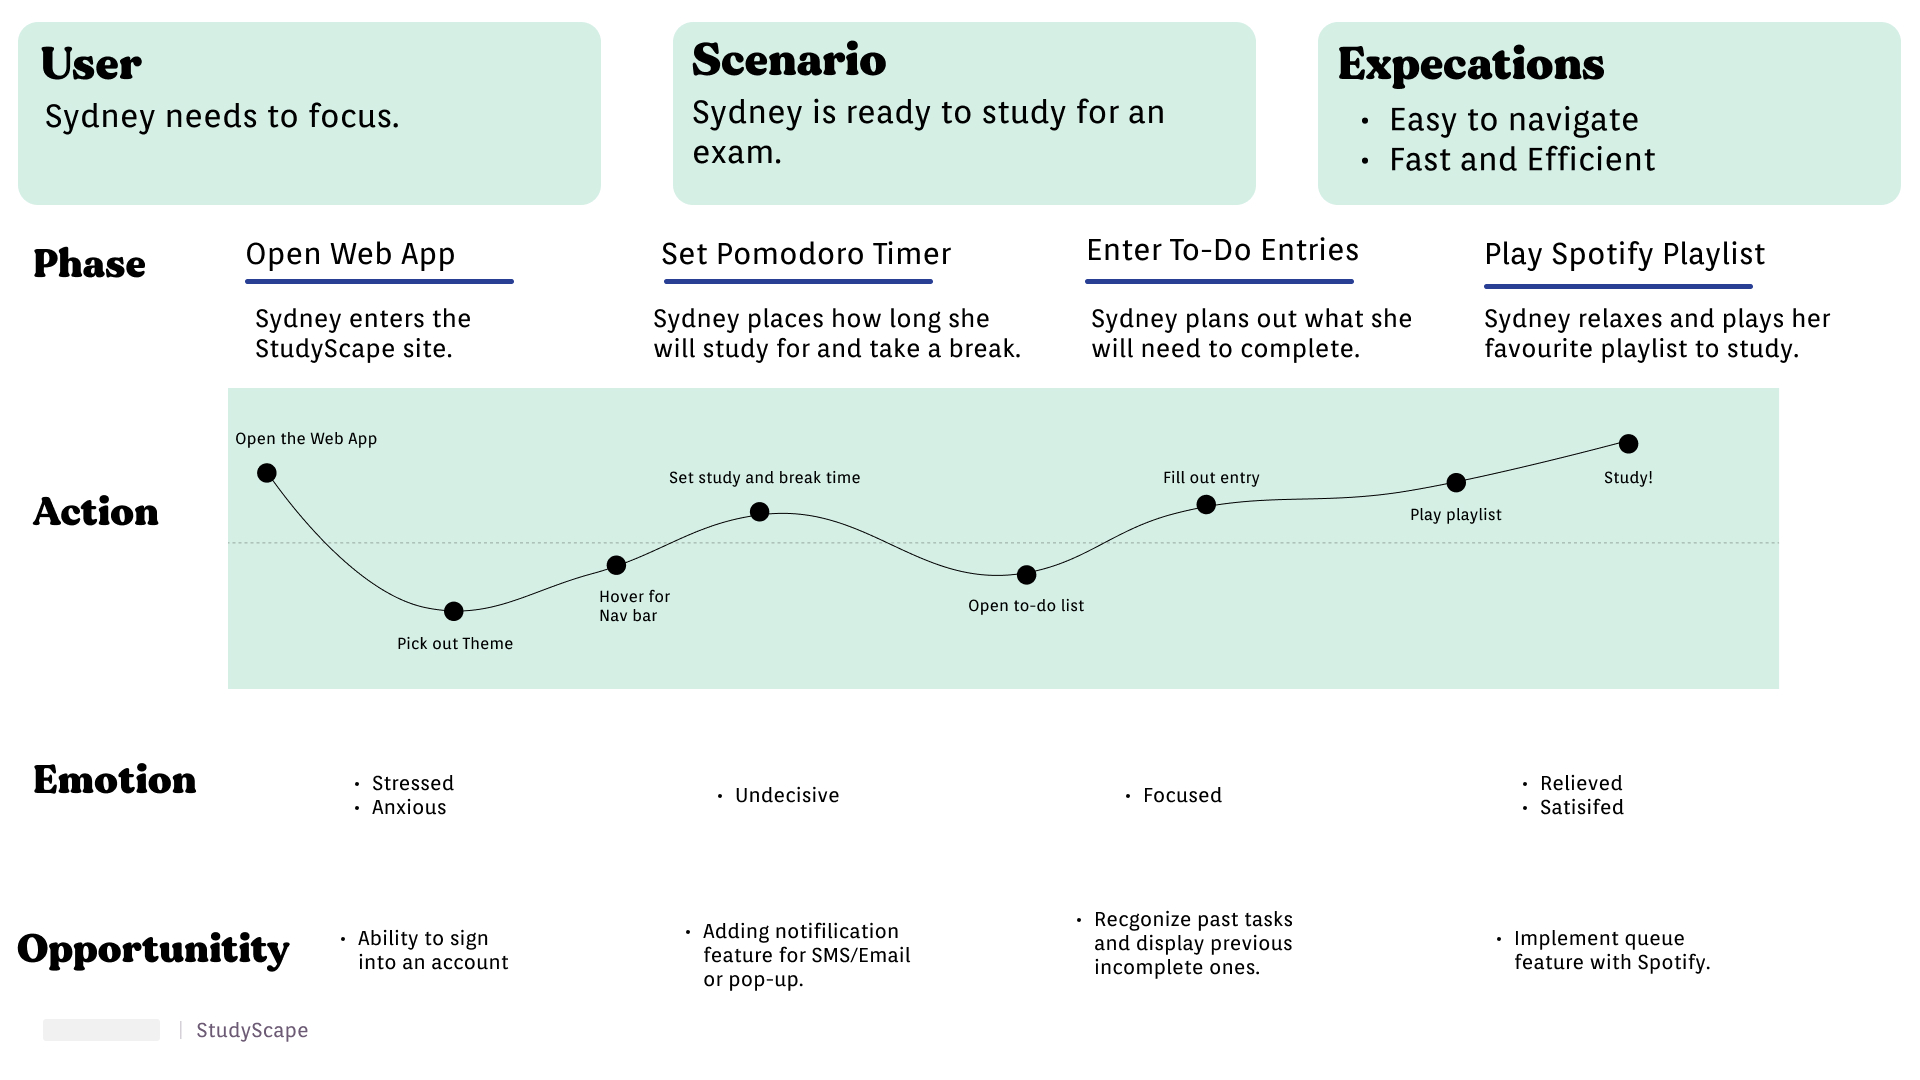 User
Sydney needs to focus.
Scenario
Sydney is ready to study for an
exam.
Expecations
• Easy to navigate
• Fast and Efficient
Phase
Open Web App
Sydney enters the
StudyScape site.
Set Pomodoro Timer
Sydney places how long she
will study for and take a break.
Enter To-Do Entries
Sydney plans out what she
will need to complete.
Play Spotify Playlist
Sydney relaxes and plays her
favourite playlist to study.
Action
Open the Web App
Pick out Theme
Hover for
Nav bar
Set study and break time
Open to-do list
Fill out entry
Play playlist
Study!
Emotion
• Stressed
• Anxious
• Undecisive
• Focused
• Relieved
• Satisifed
Opportunitity
• Ability to sign
into an account
• Adding notifilication
feature for SMS/Email
or pop-up.
• Recgonize past tasks
and display previous
incomplete ones.
• Implement queue
feature with Spotify.
| StudyScape